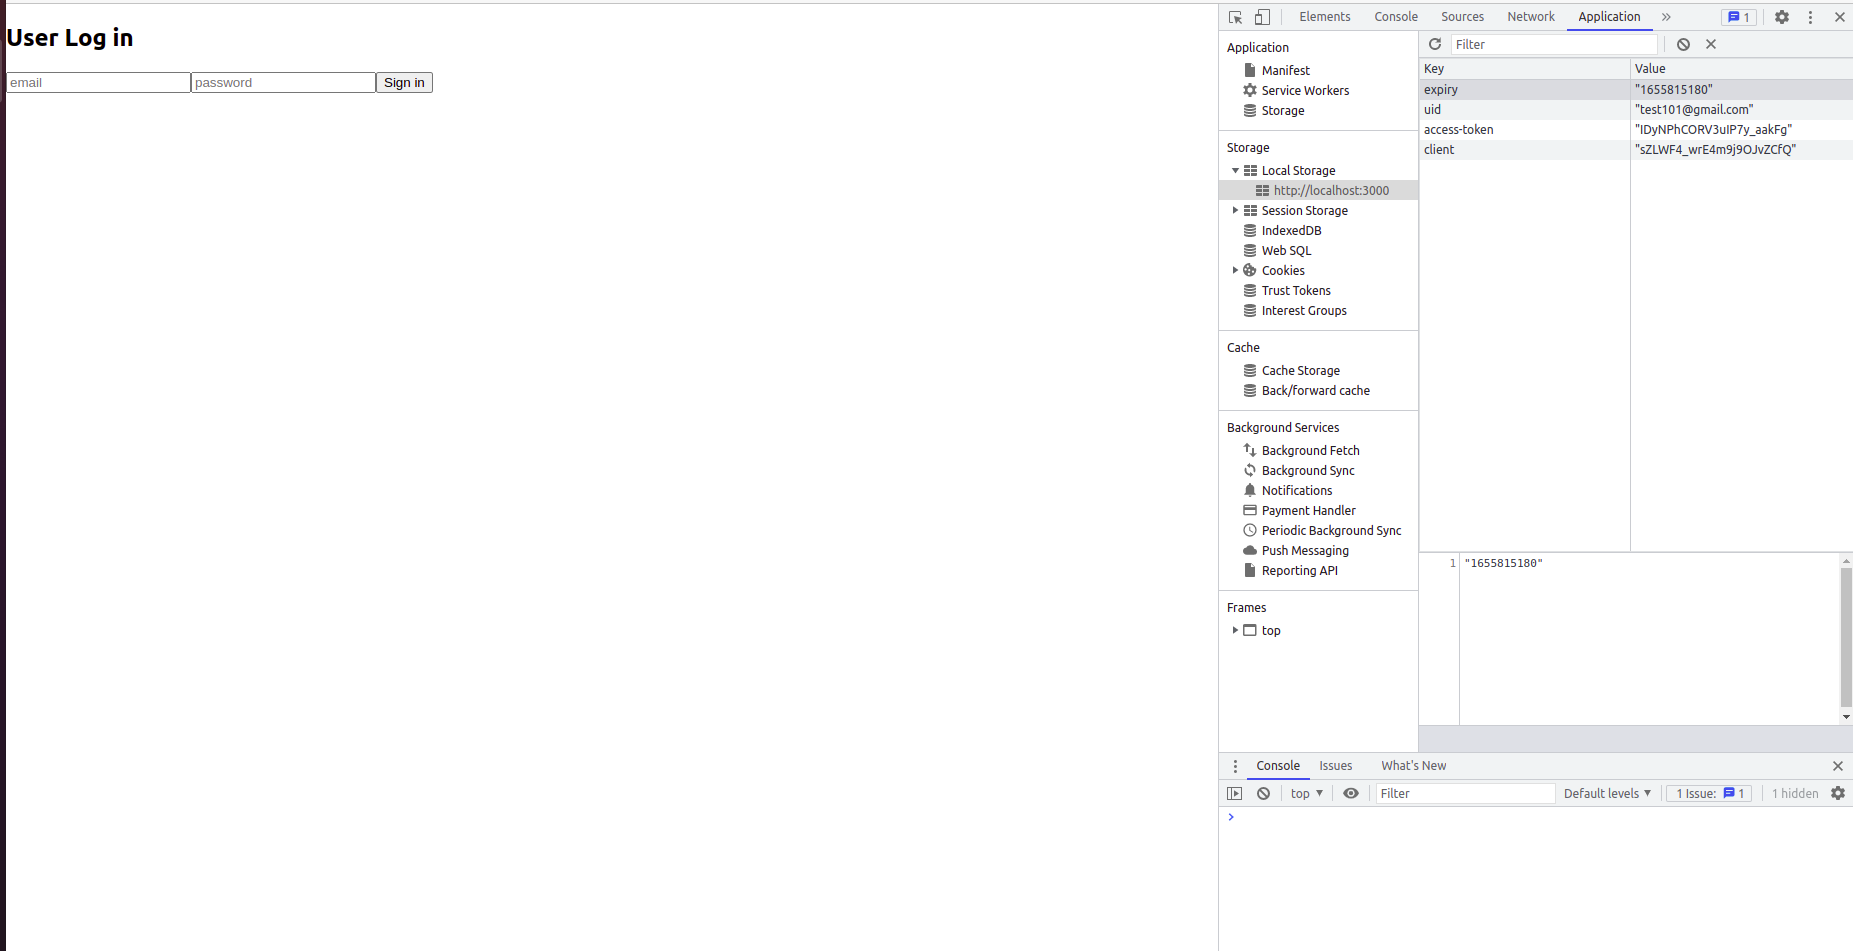 User Log in
email password Sign in
Elements Console Sources Network Application » 1
Application
Manifest
Service Workers
Storage
Storage
Local Storage
http://localhost:3000
Session Storage
IndexedDB
Web SQL
Cookies
Trust Tokens
Interest Groups
Cache
Cache Storage
Back/forward cache
Background Services
Background Fetch
Background Sync
Notifications
Payment Handler
Periodic Background Sync
Push Messaging
Reporting API
Frames
top
Filter
Key Value
expiry "1655815180"
uid "test101@gmail.com"
access-token "IDyNPhCORV3uIP7y_aakFg"
client "sZLWF4_wrE4m9j9OJvZCfQ"
1 "1655815180"
Console Issues What's New
top Filter Default levels 1 Issue: 1 1 hidden